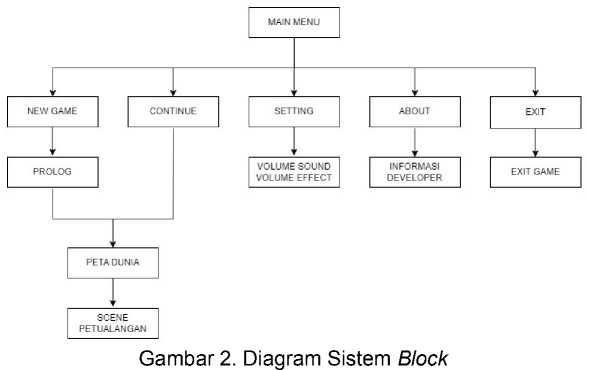 MAIN MENU
NEW GAME
CONTINUE
SETTING
ABOUT
EXIT
PROLOG
VOLUME SOUND
VOLUME EFFECT
INFORMASI
DEVELOPER
EXIT GAME
PETA DUNIA
SCENE
PETUALANGAN
Gambar 2. Diagram Sistem Block